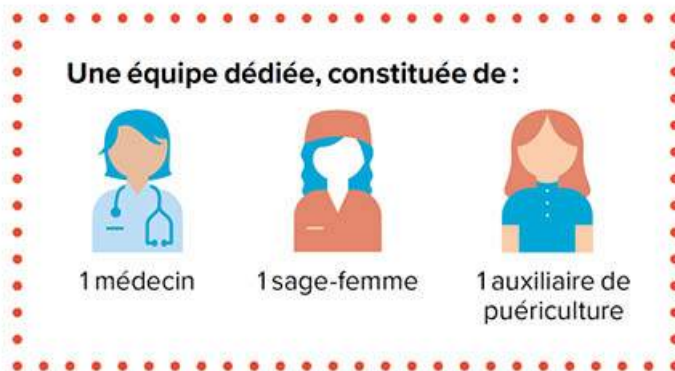 Une équipe dédiée, constituée de :
1 médecin
1 sage-femme
1 auxiliaire de
puériculture